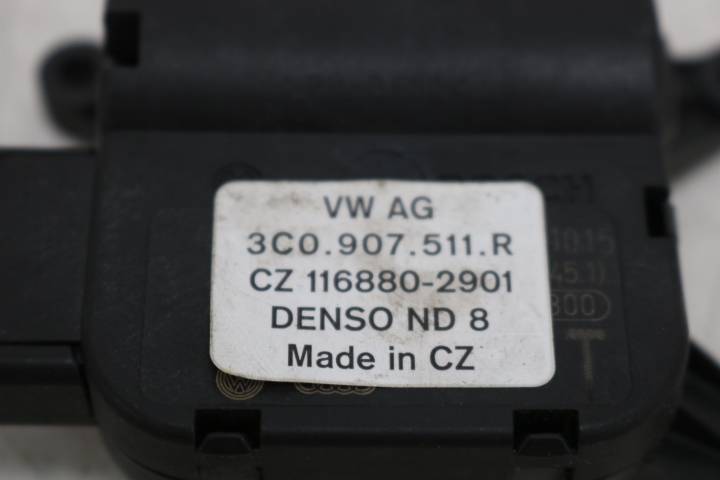 VW AG
3C0.907.511.R
CZ 116880-2901
DENSO ND 8
Made in CZ